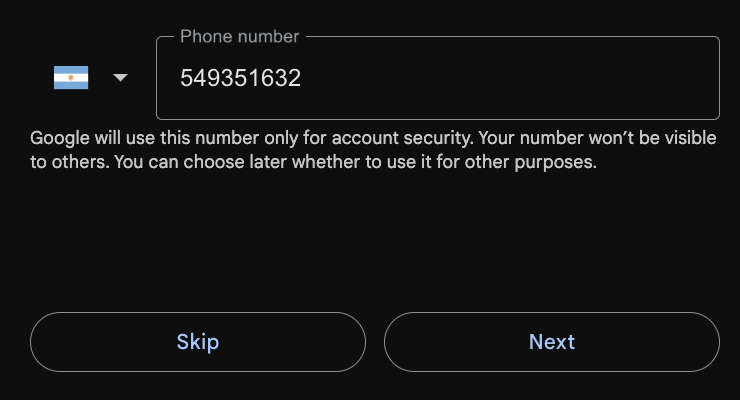 Phone number
549351632
Google will use this number only for account security. Your number won’t be visible
to others. You can choose later whether to use it for other purposes.
Skip
Next